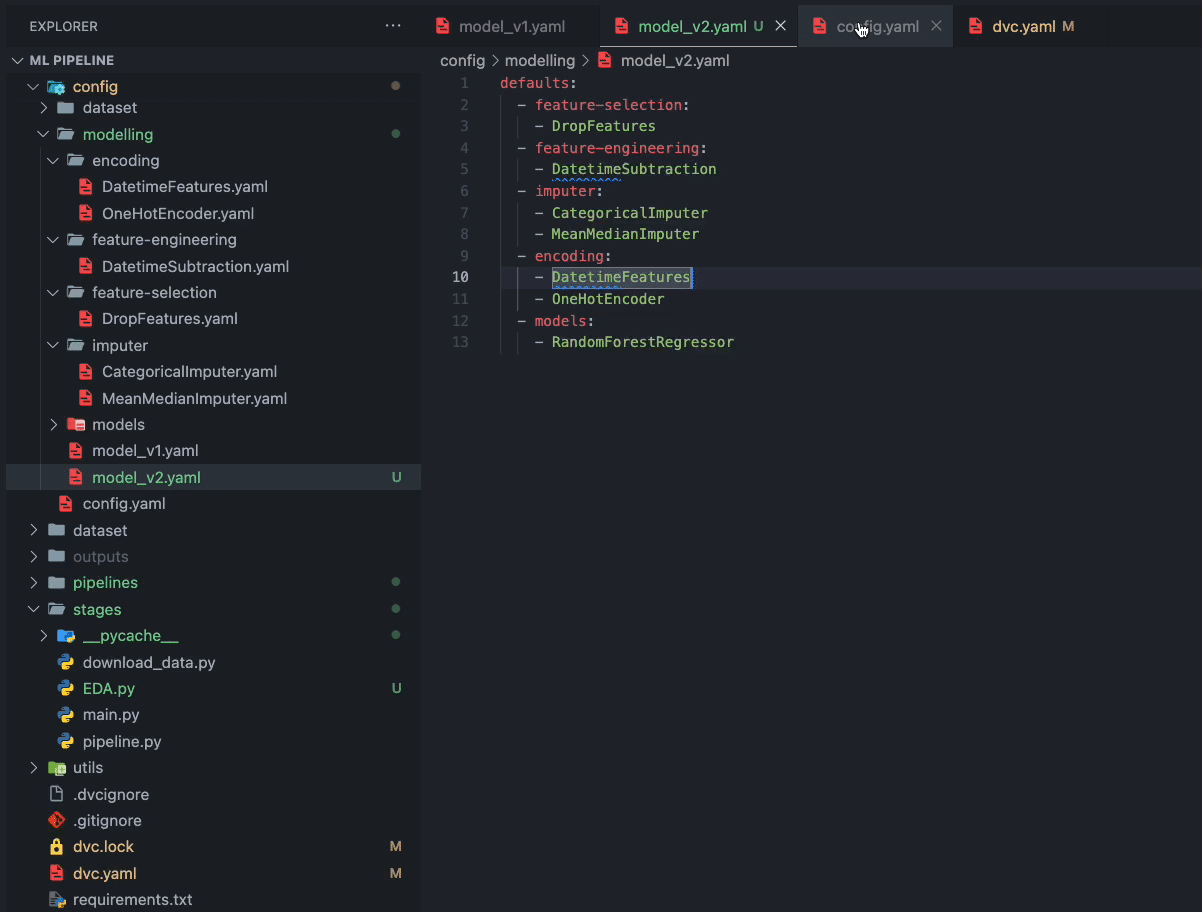 EXPLORER ···
ML PIPELINE
config
dataset
modelling
encoding
DatetimeFeatures.yaml
OneHotEncoder.yaml
feature-engineering
DatetimeSubtraction.yaml
feature-selection
DropFeatures.yaml
imputer
CategoricalImputer.yaml
MeanMedianImputer.yaml
models
model_v1.yaml
model_v2.yaml U
config.yaml
dataset
outputs
pipelines
stages
__pycache__
download_data.py
EDA.py U
main.py
pipeline.py
utils
.dvcignore
.gitignore
dvc.lock M
dvc.yaml M
requirements.txt
model_v1.yaml model_v2.yaml U config.yaml dvc.yaml M
config > modelling > model_v2.yaml
1 defaults:
2 - feature-selection:
3 - DropFeatures
4 - feature-engineering:
5 - DatetimeSubtraction
6 - imputer:
7 - CategoricalImputer
8 - MeanMedianImputer
9 - encoding:
10 - DatetimeFeatures
11 - OneHotEncoder
12 - models:
13 - RandomForestRegressor